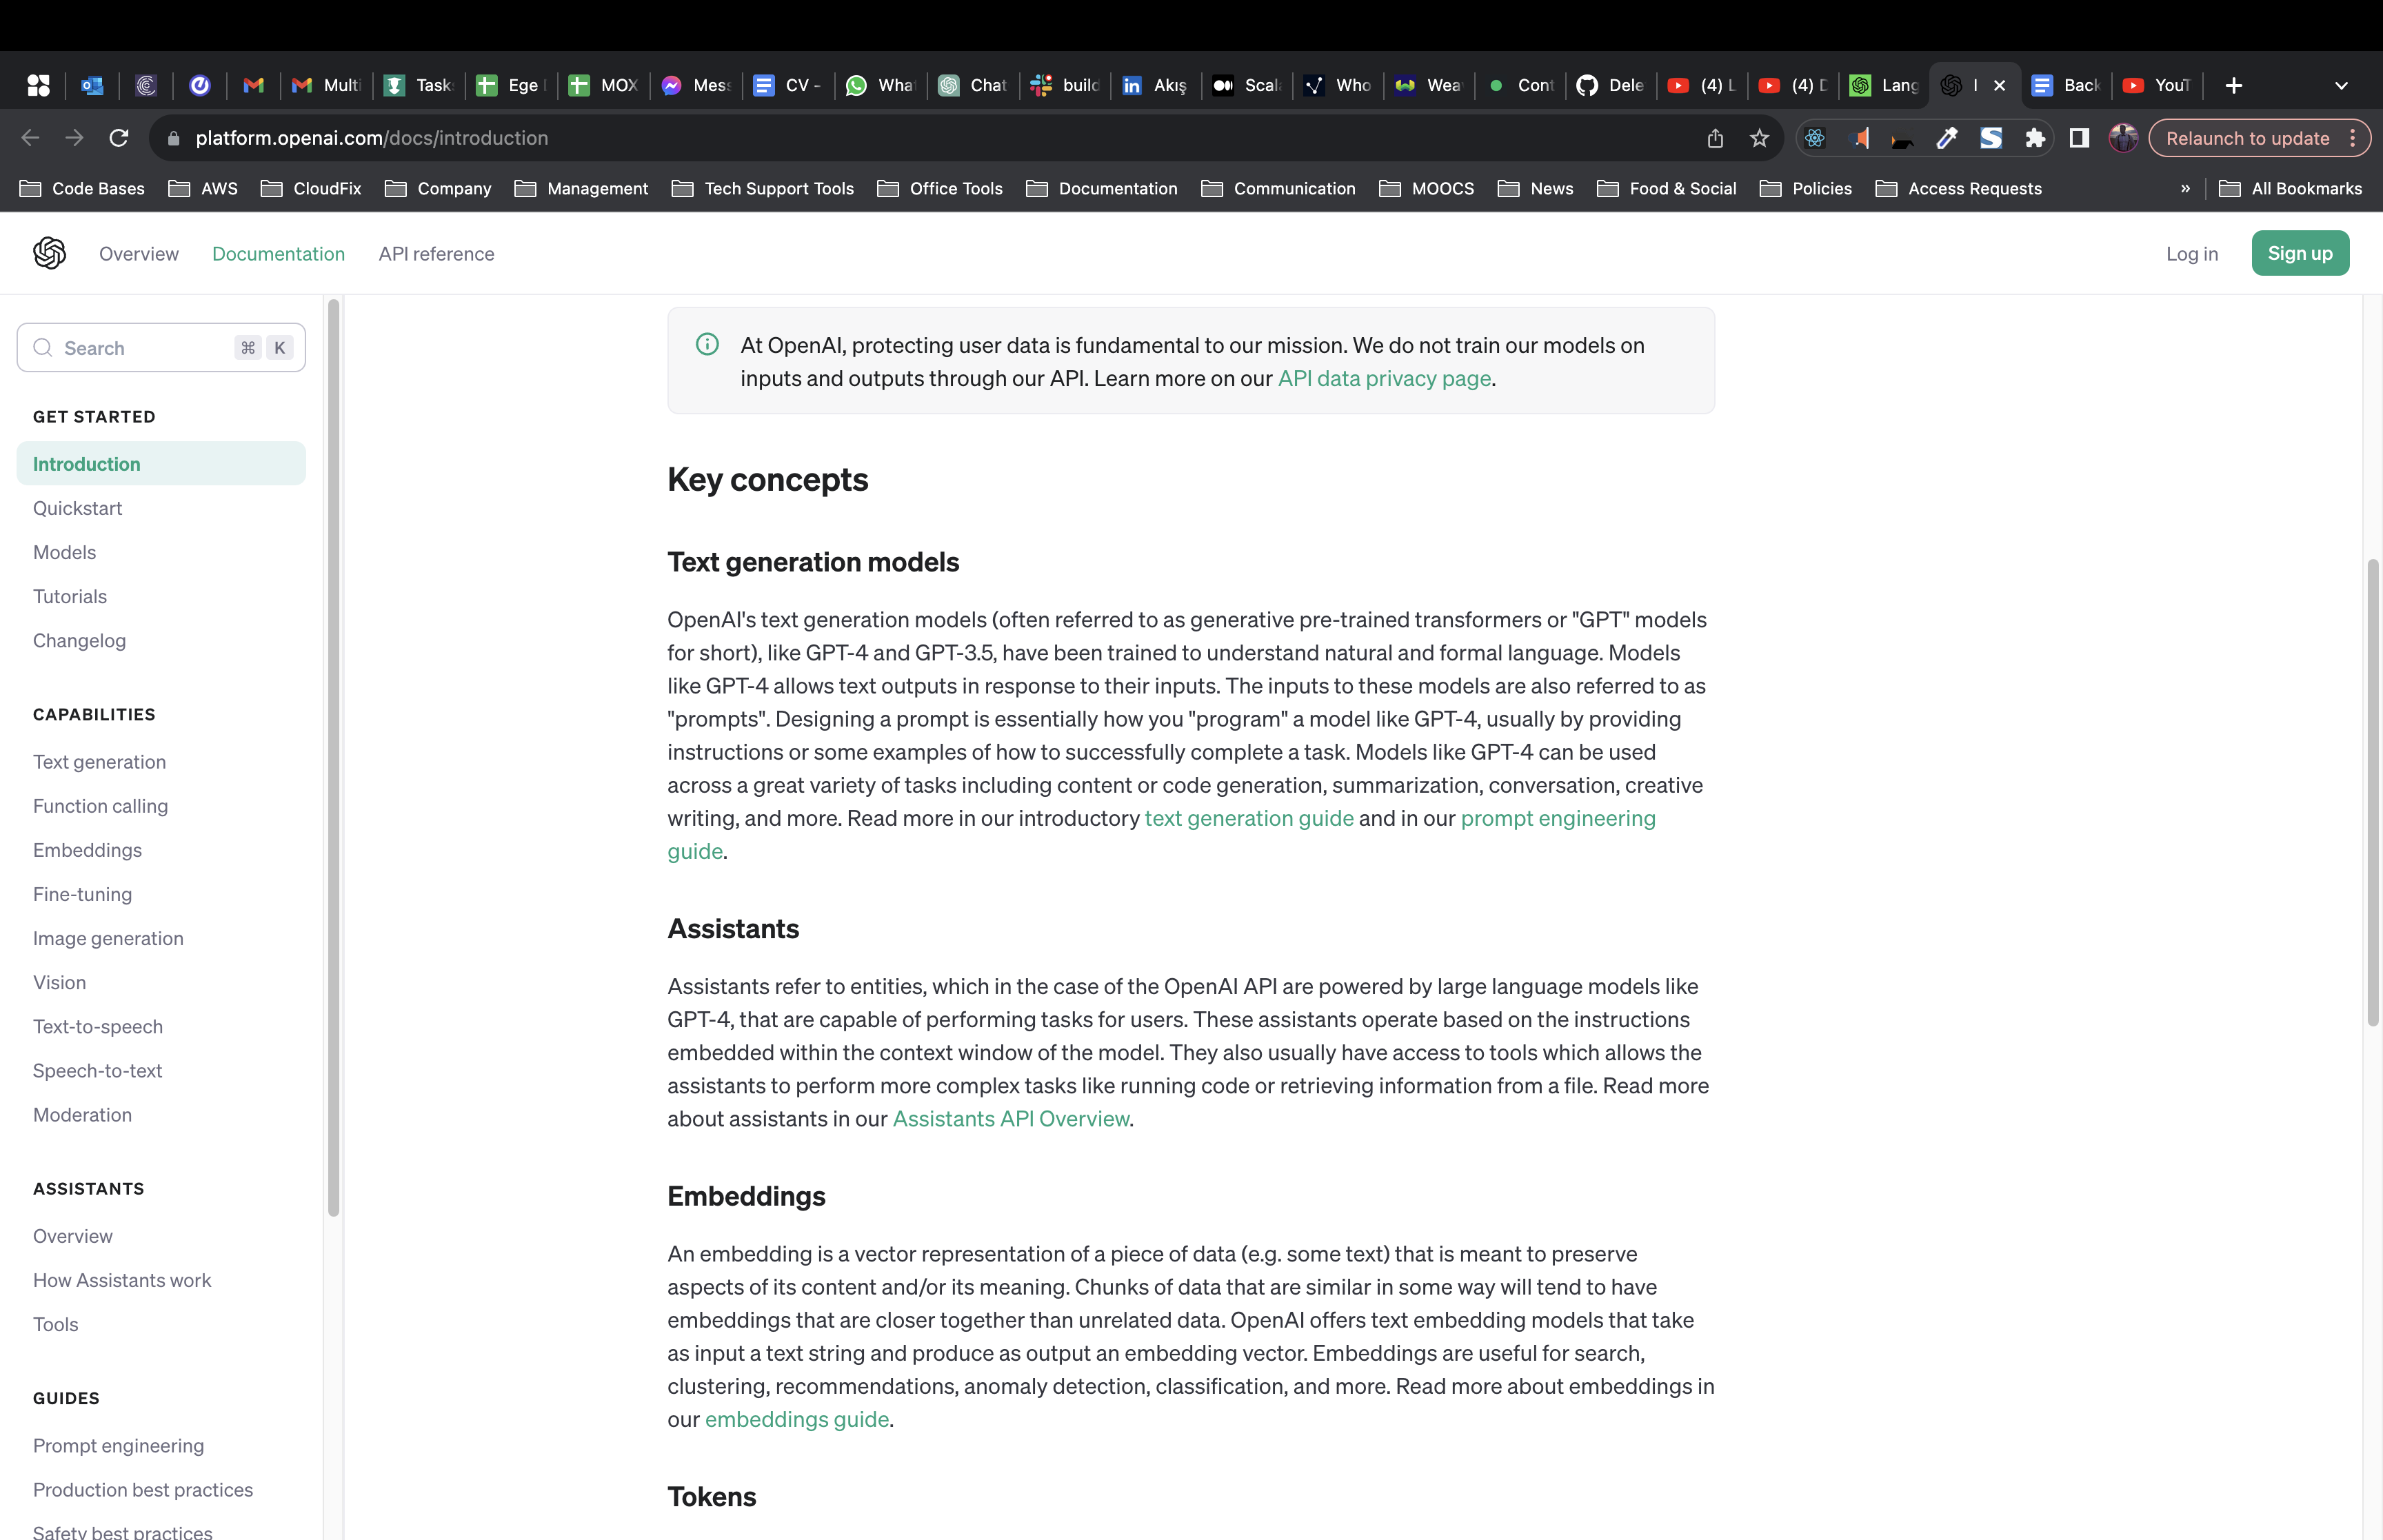 Multi
Task
Ege
MOX
Mess
CV -
What
Chat
build
Akış
Scal
Who
Wea
Cont
Dele
(4) L
(4) D
Lang
I
Back
YouT
platform.openai.com/docs/introduction
Relaunch to update
Code Bases
AWS
CloudFix
Company
Management
Tech Support Tools
Office Tools
Documentation
Communication
MOOCS
News
Food & Social
Policies
Access Requests
»
All Bookmarks
Overview
Documentation
API reference
Log in
Sign up
Search
⌘ K
GET STARTED
Introduction
Quickstart
Models
Tutorials
Changelog
CAPABILITIES
Text generation
Function calling
Embeddings
Fine-tuning
Image generation
Vision
Text-to-speech
Speech-to-text
Moderation
ASSISTANTS
Overview
How Assistants work
Tools
GUIDES
Prompt engineering
Production best practices
Safety best practices
At OpenAI, protecting user data is fundamental to our mission. We do not train our models on
inputs and outputs through our API. Learn more on our API data privacy page.
Key concepts
Text generation models
OpenAI's text generation models (often referred to as generative pre-trained transformers or "GPT" models
for short), like GPT-4 and GPT-3.5, have been trained to understand natural and formal language. Models
like GPT-4 allows text outputs in response to their inputs. The inputs to these models are also referred to as
"prompts". Designing a prompt is essentially how you "program" a model like GPT-4, usually by providing
instructions or some examples of how to successfully complete a task. Models like GPT-4 can be used
across a great variety of tasks including content or code generation, summarization, conversation, creative
writing, and more. Read more in our introductory text generation guide and in our prompt engineering
guide.
Assistants
Assistants refer to entities, which in the case of the OpenAI API are powered by large language models like
GPT-4, that are capable of performing tasks for users. These assistants operate based on the instructions
embedded within the context window of the model. They also usually have access to tools which allows the
assistants to perform more complex tasks like running code or retrieving information from a file. Read more
about assistants in our Assistants API Overview.
Embeddings
An embedding is a vector representation of a piece of data (e.g. some text) that is meant to preserve
aspects of its content and/or its meaning. Chunks of data that are similar in some way will tend to have
embeddings that are closer together than unrelated data. OpenAI offers text embedding models that take
as input a text string and produce as output an embedding vector. Embeddings are useful for search,
clustering, recommendations, anomaly detection, classification, and more. Read more about embeddings in
our embeddings guide.
Tokens